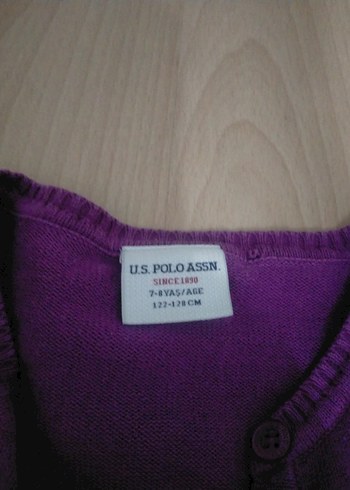 U.S. POLO ASSN.
SINCE 1890
7-8 YAŞ/AGE
122-128 CM